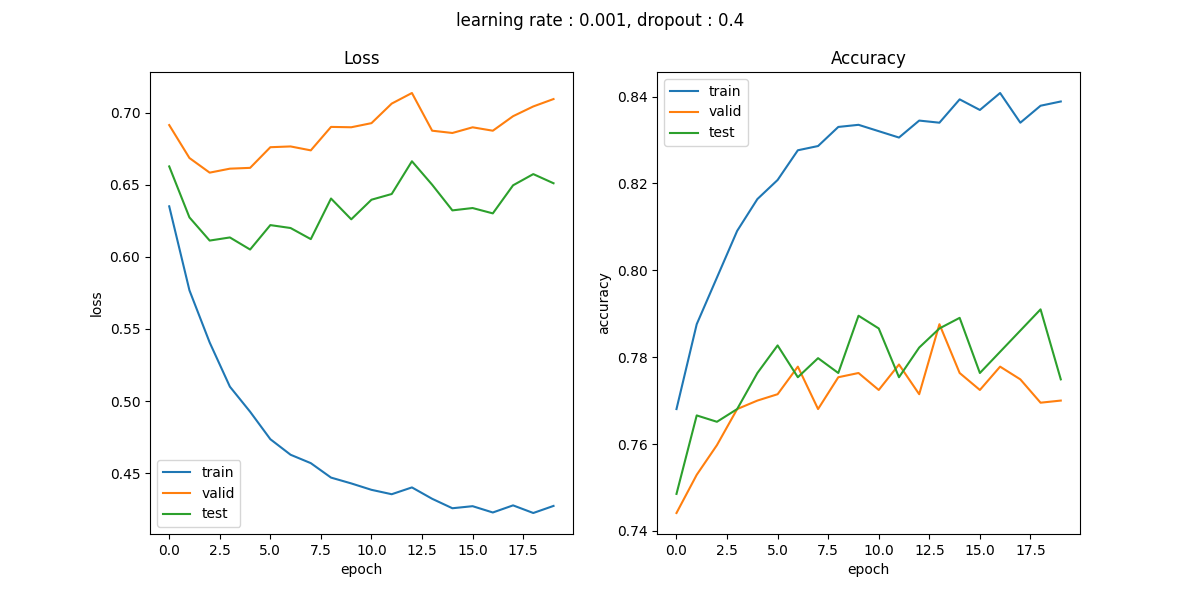 learning rate : 0.001, dropout : 0.4
Loss
0.70
0.65
0.60
0.55
0.50
0.45
loss
train
valid
test
0.0 2.5 5.0 7.5 10.0 12.5 15.0 17.5
epoch
Accuracy
train
valid
test
0.84
0.82
0.80
0.78
0.76
0.74
accuracy
0.0 2.5 5.0 7.5 10.0 12.5 15.0 17.5
epoch